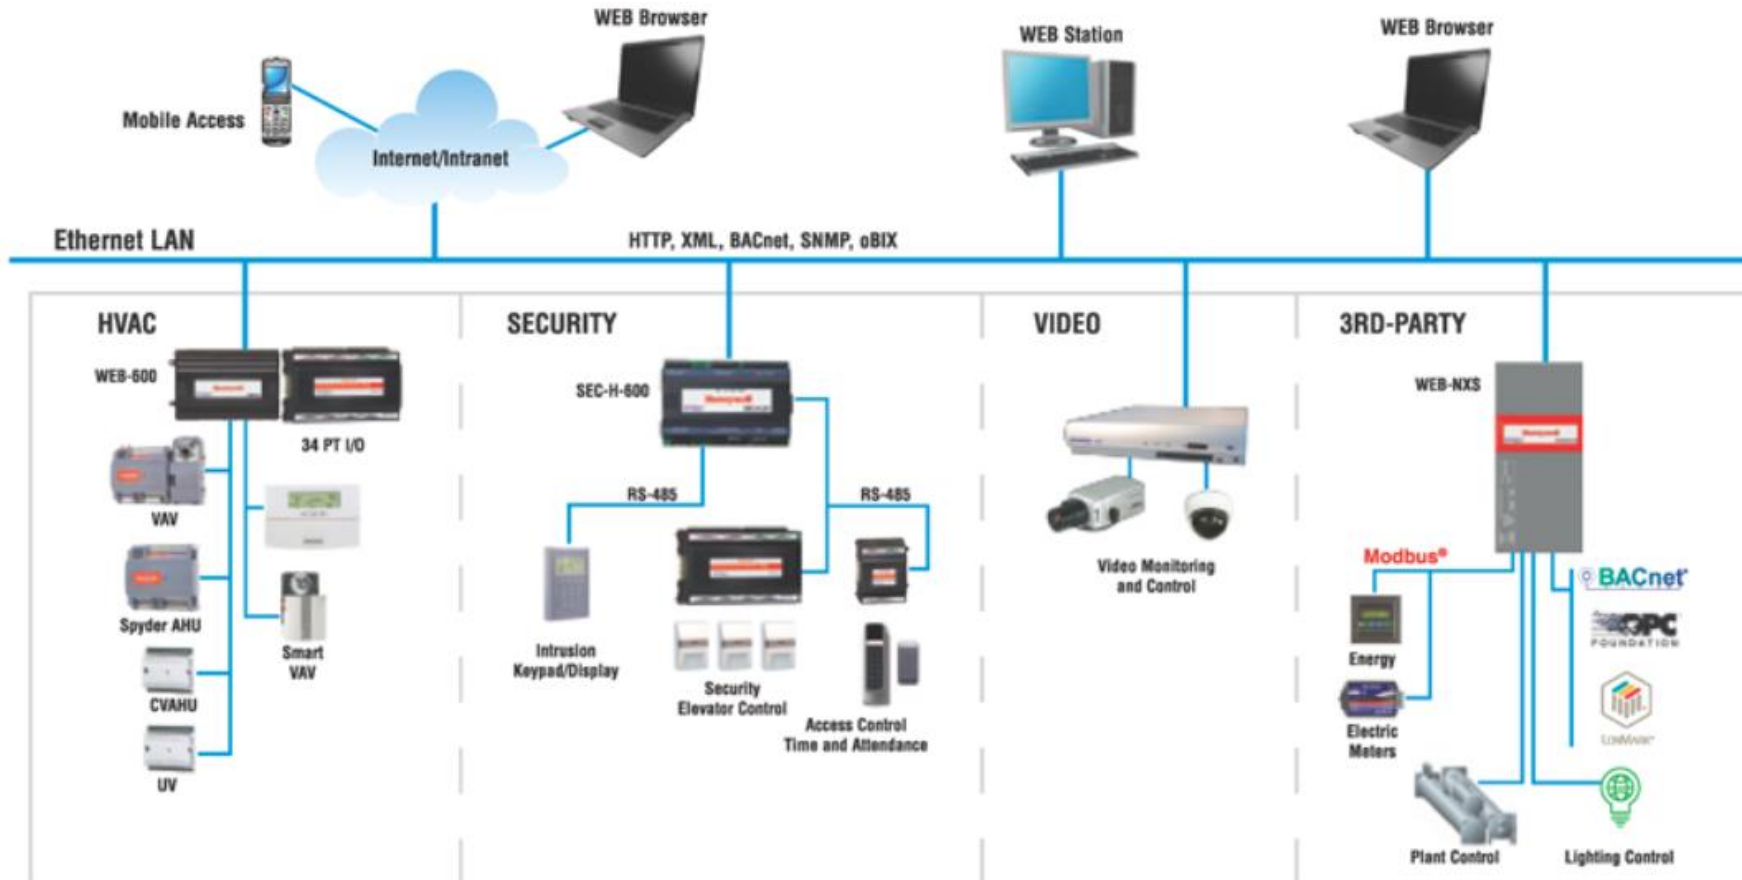 WEB Browser
WEB Station
WEB Browser
Mobile Access
Internet/Intranet
Ethernet LAN
HTTP, XML, BACnet, SNMP, oBIX
HVAC
SECURITY
VIDEO
3RD-PARTY
WEB-600
34 PT I/O
VAV
Spyder AHU
Smart
VAV
CVAHU
UV
SEC-H-600
Honeywell
RS-485
RS-485
Intrusion
Keypad/Display
Security
Elevator Control
Access Control
Time and Attendance
Video Monitoring
and Control
WEB-NXS
Honeywell
Modbus®
Energy
Electric
Meters
BACnet
OPC
FOUNDATION
LONMARK
Plant Control
Lighting Control